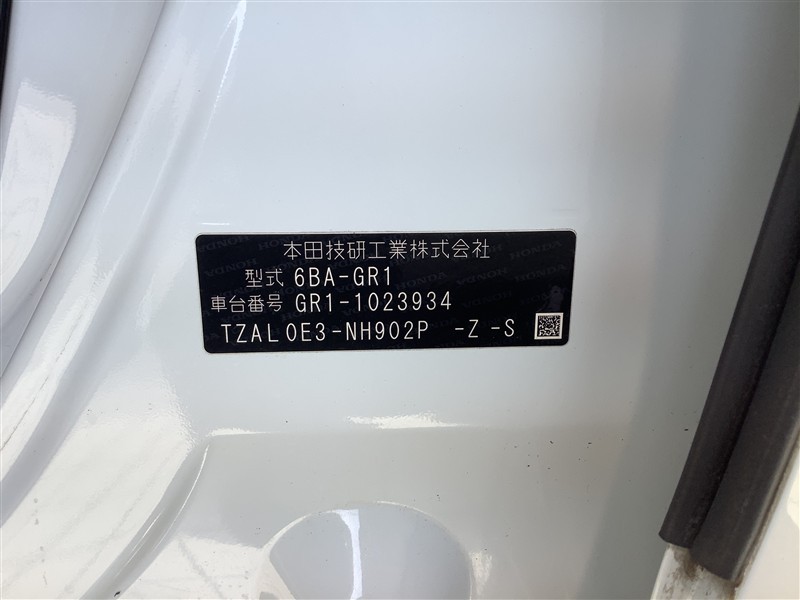 本田技研工業株式会社
型式 6BA-GR1
車台番号 GR1-1023934
TZAL0E3-NH902P -Z -S